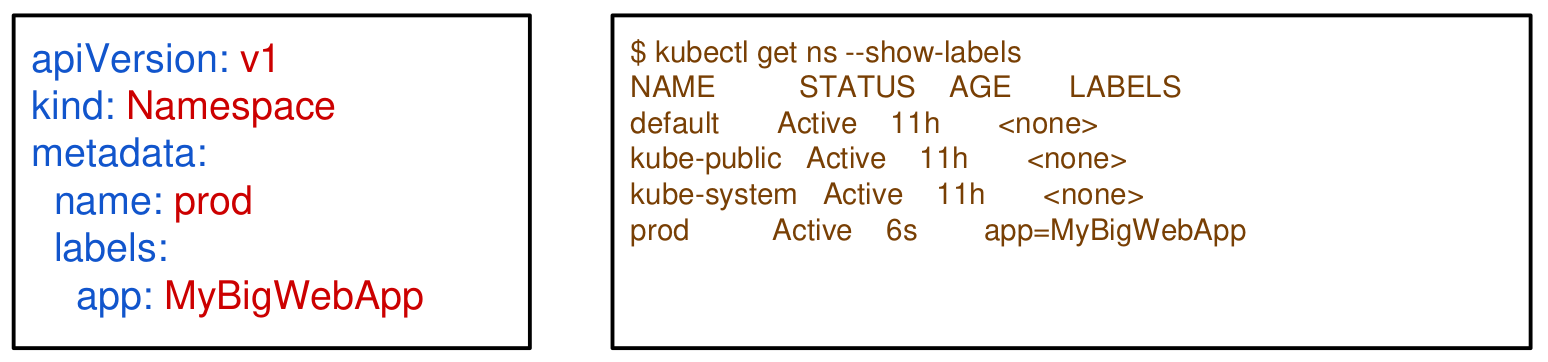 apiVersion: v1
kind: Namespace
metadata:
  name: prod
  labels:
    app: MyBigWebApp
$ kubectl get ns --show-labels
NAME STATUS AGE LABELS
default Active 11h <none>
kube-public Active 11h <none>
kube-system Active 11h <none>
prod Active 6s app=MyBigWebApp